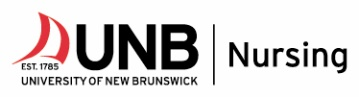 UNB | Nursing
EST. 1785
UNIVERSITY OF NEW BRUNSWICK